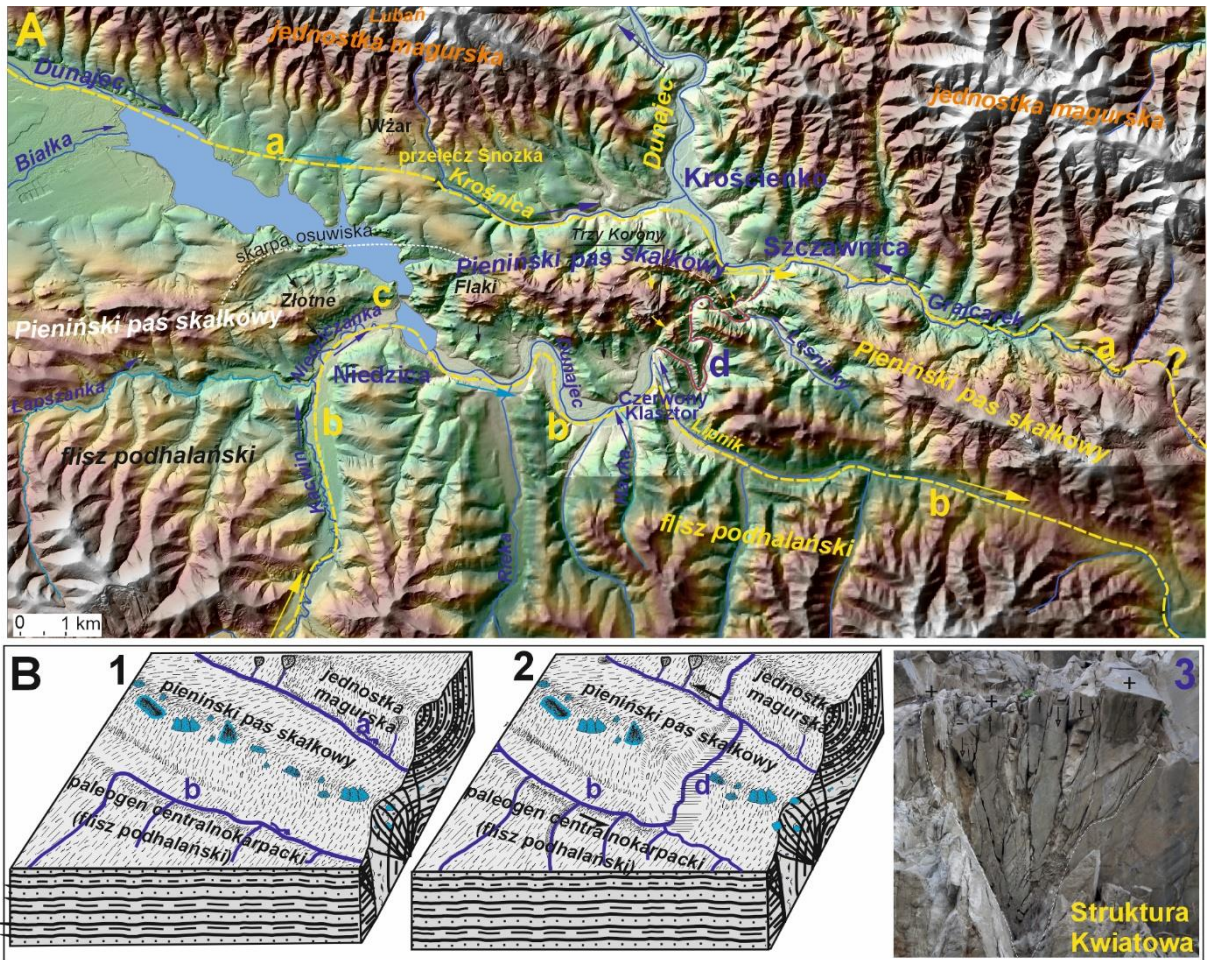 A
Lubań
jednostka magurska
jednostka magurska
Dunajec
Białka
a
Wżar
przełęcz Snozka
Krośnica
Dunajec
Krościenko
skarpa osuwiska
Trzy Korony
Szczawnica
Pieniński pas skałkowy
Flaki
Złotne
c
Pieniński pas skałkowy
Niedziczanka
Grajcarek
a
?
Leśnicky
Pieniński pas skałkowy
d
Łapszanka
Niedzica
Dunajec
b
b
Czerwony
Klasztor
Lipnik
flisz podhalański
Rieka
flisz podhalański
b
0 1 km
B
1
jednostka
magurska
pieniński pas skałkowy
a
b
paleogen centralnokarpacki
(flisz podhalański)
2
jednostka
magurska
pieniński pas skałkowy
b
d
paleogen centralnokarpacki
(flisz podhalański)
3
+ + +
Struktura
Kwiatowa